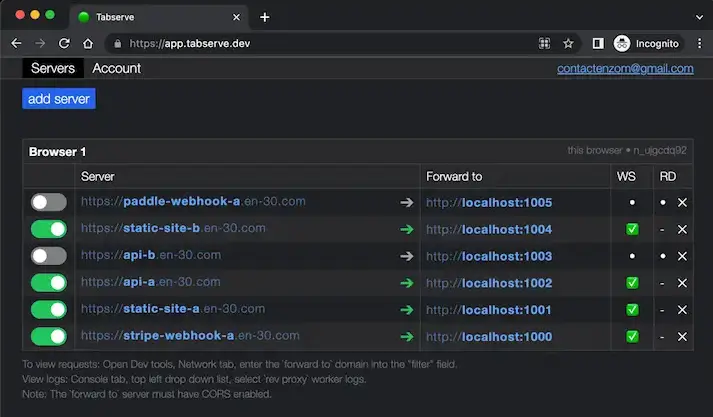 Tabserve
https://app.tabserve.dev
Incognito
Servers Account contactenzom@gmail.com
add server
Browser 1 this browser • n_ujgcdq92
Server Forward to WS RD
https://paddle-webhook-a.en-30.com → http://localhost:1005 • • ×
https://static-site-b.en-30.com → http://localhost:1004 ✅ - ×
https://api-b.en-30.com → http://localhost:1003 • • ×
https://api-a.en-30.com → http://localhost:1002 ✅ - ×
https://static-site-a.en-30.com → http://localhost:1001 ✅ - ×
https://stripe-webhook-a.en-30.com → http://localhost:1000 ✅ - ×
To view requests: Open Dev tools, Network tab, enter the `forward to` domain into the "filter" field.
View logs: Console tab, top left drop down list, select `rev proxy` worker logs.
Note: The `forward to` server must have CORS enabled.